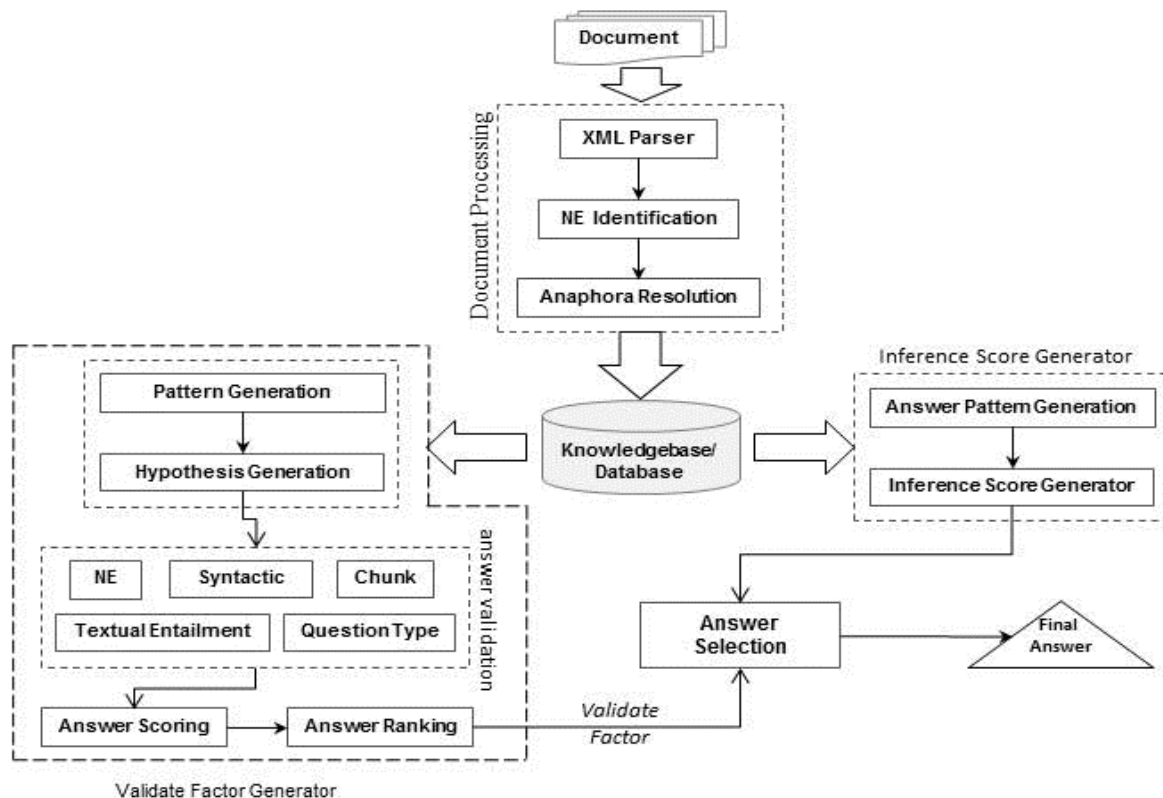 Document
Document Processing
XML Parser
NE Identification
Anaphora Resolution
Knowledgebase/
Database
Pattern Generation
Hypothesis Generation
answer validation
NE
Syntactic
Chunk
Textual Entailment
Question Type
Answer Scoring
Answer Ranking
Validate Factor Generator
Validate
Factor
Inference Score Generator
Answer Pattern Generation
Inference Score Generator
Answer
Selection
Final
Answer